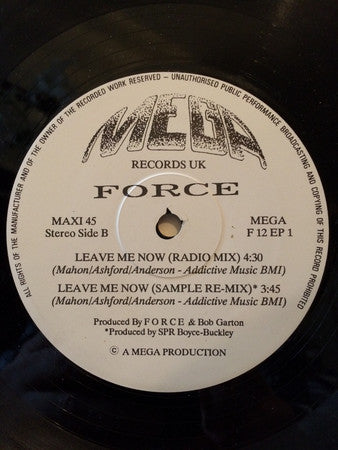 ALL RIGHTS OF THE MANUFACTURER AND OF THE OWNER OF THE RECORDED WORK RESERVED – UNAUTHORISED PUBLIC PERFORMANCE BROADCASTING AND COPYING OF THIS RECORD PROHIBITED
MEGA
RECORDS UK
FORCE
MAXI 45 MEGA
Stereo Side B F 12 EP 1
LEAVE ME NOW (RADIO MIX) 4:30
(Mahon/Ashford/Anderson - Addictive Music BMI)
LEAVE ME NOW (SAMPLE RE-MIX)* 3:45
(Mahon/Ashford/Anderson - Addictive Music BMI)
Produced By F O R C E & Bob Garton
*Produced by SPR Boyce-Buckley
© A MEGA PRODUCTION